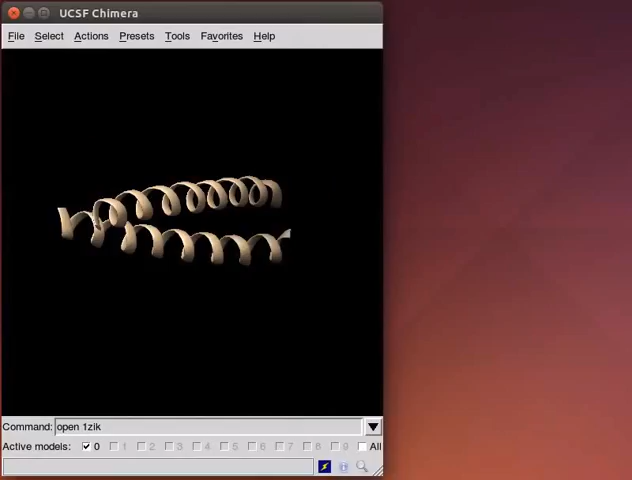 UCSF Chimera
File Select Actions Presets Tools Favorites Help
Command: open 1zik
Active models: 0 1 2 3 4 5 6 7 8 9 All